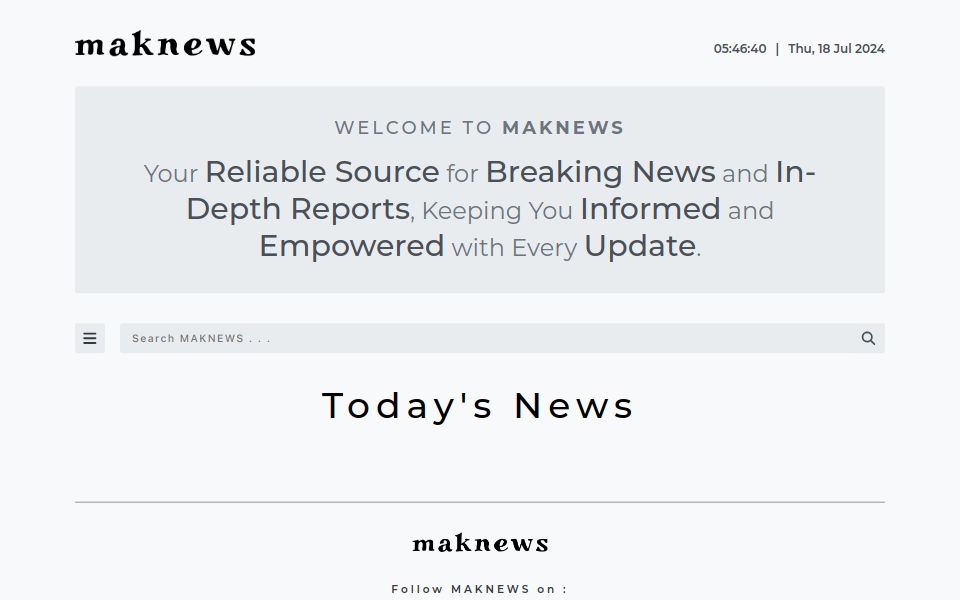 maknews
05:46:40 | Thu, 18 Jul 2024
WELCOME TO MAKNEWS
Your Reliable Source for Breaking News and In-
Depth Reports, Keeping You Informed and
Empowered with Every Update.
Search MAKNEWS . . .
Today's News
maknews
Follow MAKNEWS on :